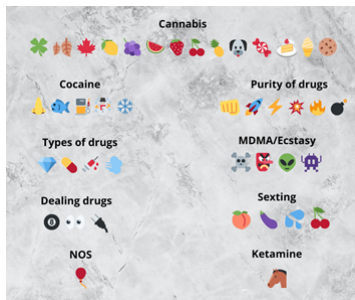 Cannabis
Cocaine
Purity of drugs
Types of drugs
MDMA/Ecstasy
Dealing drugs
Sexting
NOS
Ketamine